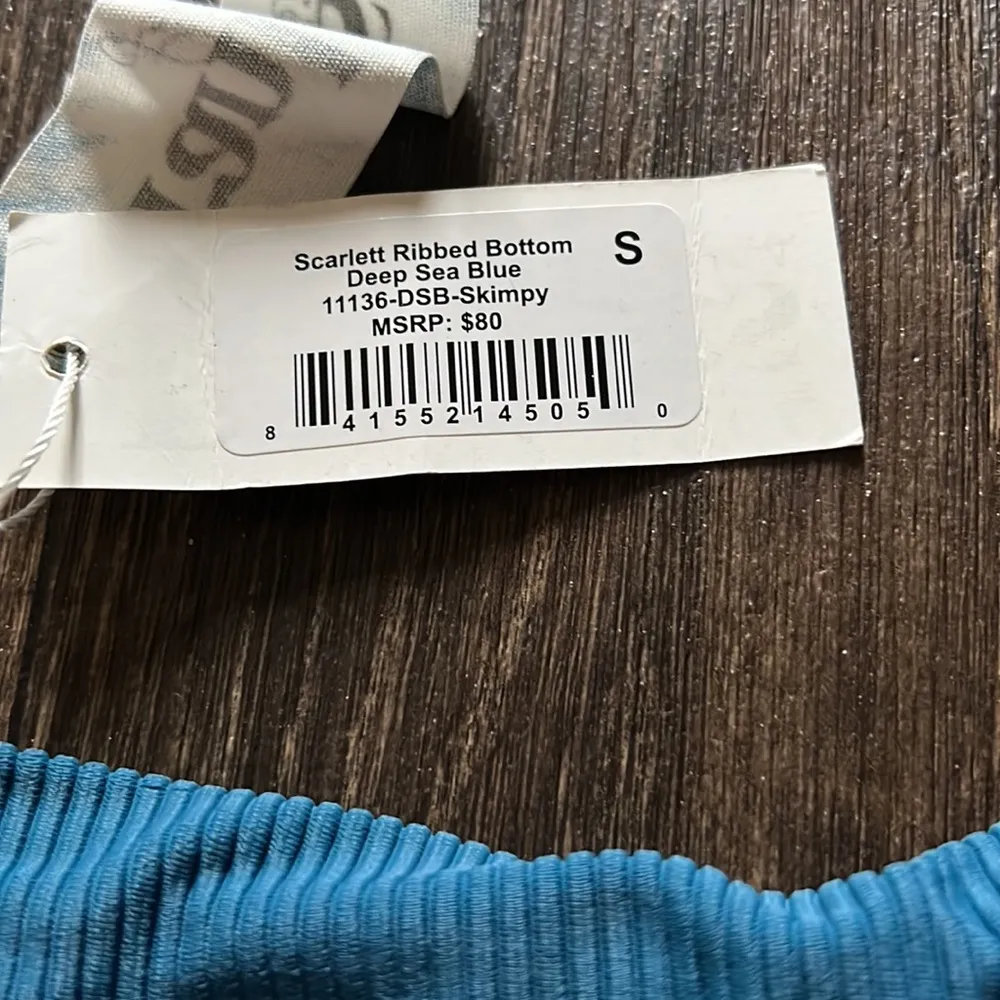 Scarlett Ribbed Bottom S
Deep Sea Blue
11136-DSB-Skimpy
MSRP: $80
8 41552 14505 0